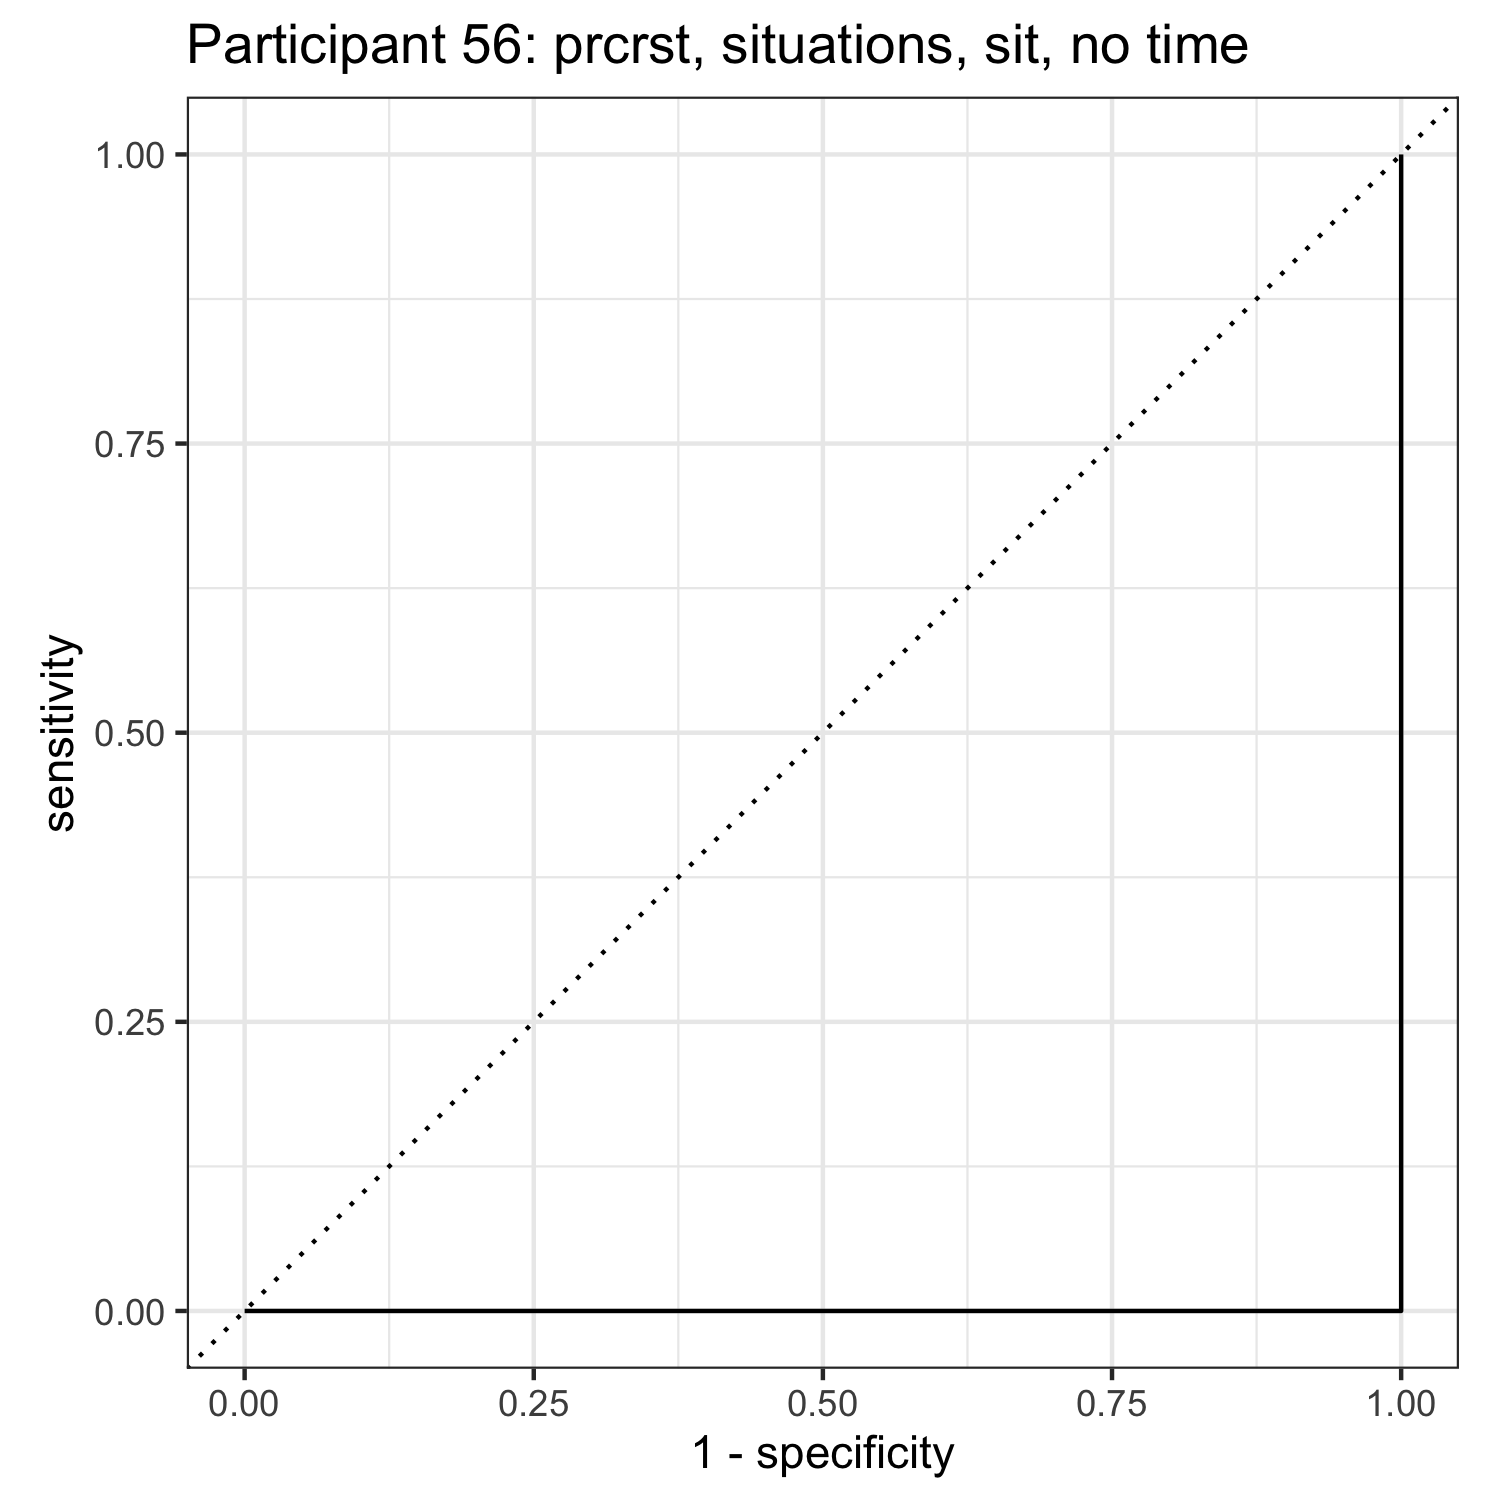 Participant 56: prcrst, situations, sit, no time
1.00
0.75
0.50
0.25
0.00
sensitivity
0.00 0.25 0.50 0.75 1.00
1 - specificity